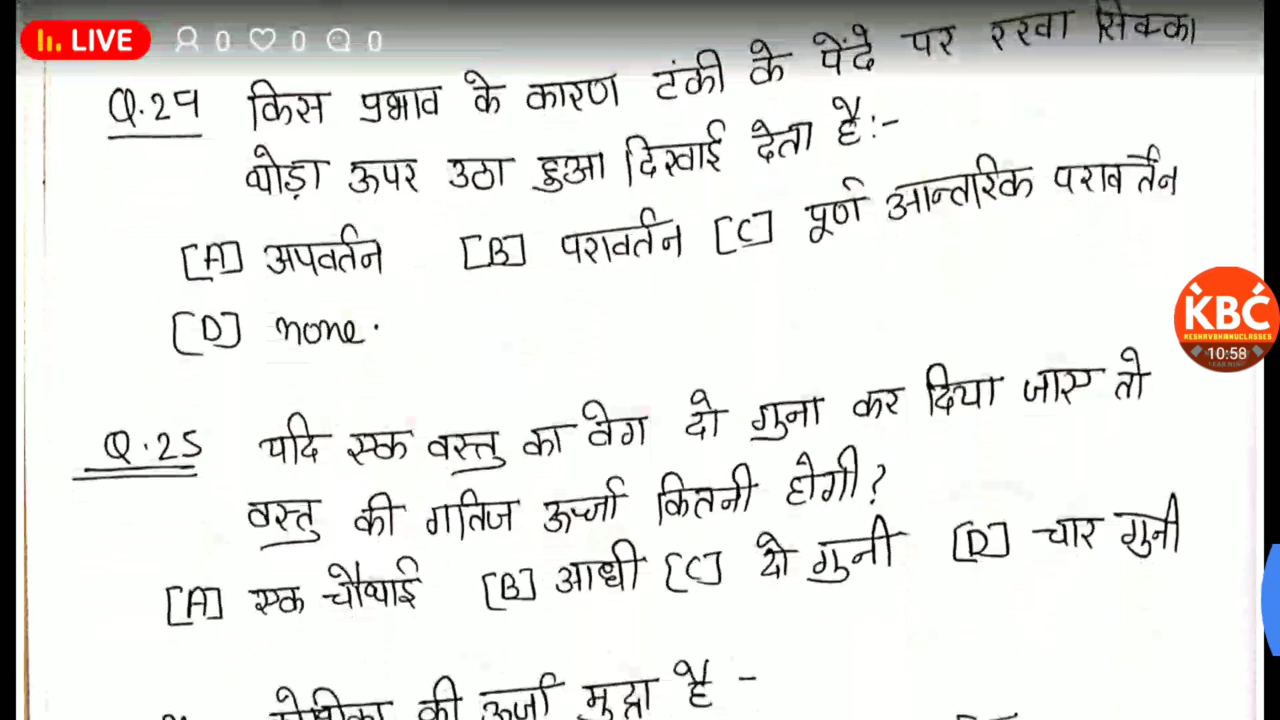 LIVE 0 0 0
Q.24 किस प्रभाव के कारण टंकी के पेंदे पर रखा सिक्का
थोड़ा ऊपर उठा हुआ दिखाई देता है:-
[A] अपवर्तन [B] परावर्तन [C] पूर्ण आन्तरिक परावर्तन
[D] none.
KBC
KESHAVBHANUCLASSES
10:58
Q.25 यदि एक वस्तु का वेग दो गुना कर दिया जाए तो
वस्तु की गतिज ऊर्जा कितनी होगी?
[A] एक चौथाई [B] आधी [C] दो गुनी [D] चार गुनी
की ऊर्जा मुद्रा है -